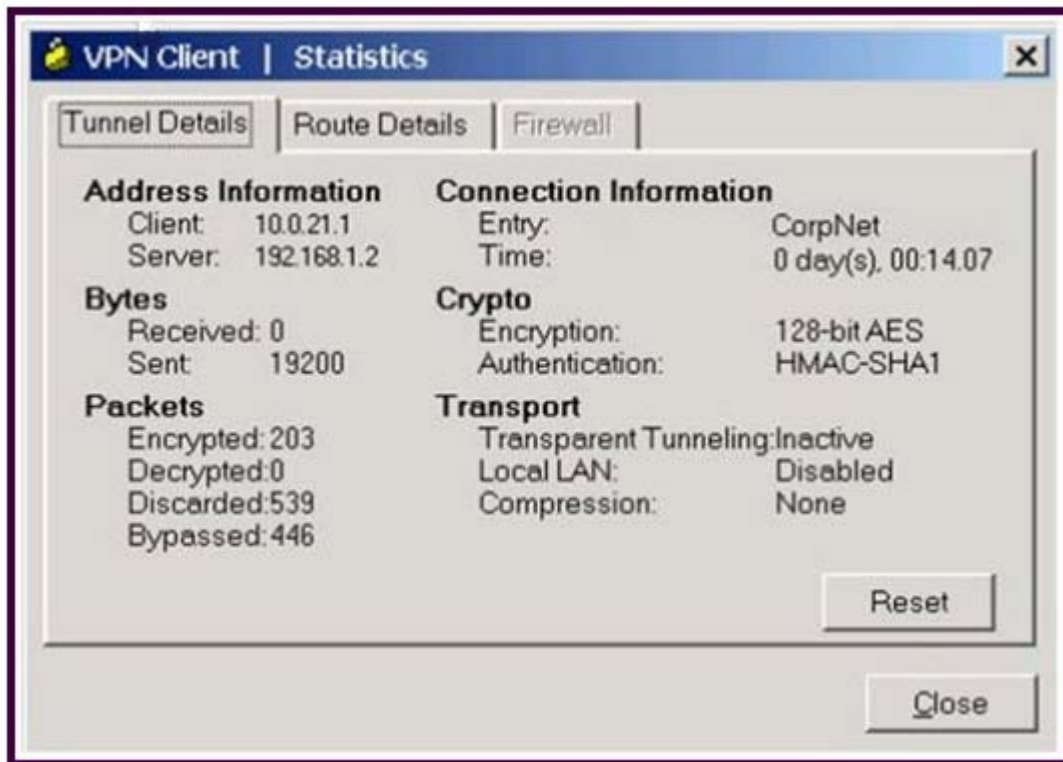 VPN Client | Statistics
Tunnel Details
Route Details
Firewall
Address Information
Client: 10.0.21.1
Server: 192.168.1.2
Bytes
Received: 0
Sent: 19200
Packets
Encrypted: 203
Decrypted: 0
Discarded: 539
Bypassed: 446
Connection Information
Entry: CorpNet
Time: 0 day(s), 00:14.07
Crypto
Encryption: 128-bit AES
Authentication: HMAC-SHA1
Transport
Transparent Tunneling: Inactive
Local LAN: Disabled
Compression: None
Reset
Close